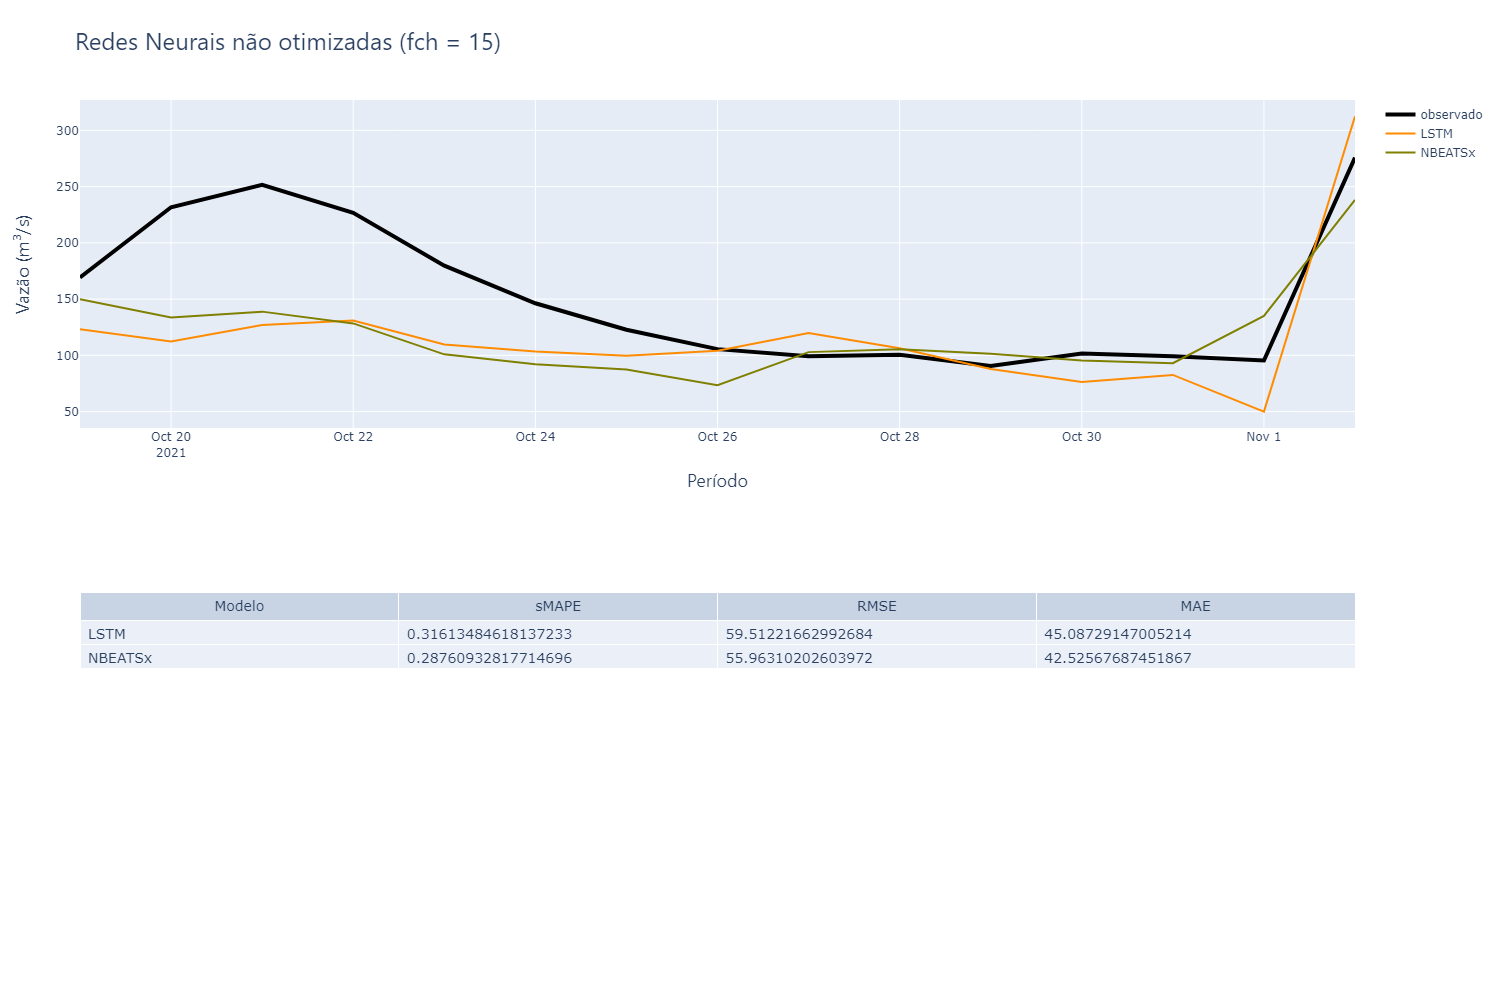 Redes Neurais não otimizadas (fch = 15)
observado
LSTM
NBEATSx
Vazão (m³/s)
300
250
200
150
100
50
Oct 20
2021
Oct 22
Oct 24
Oct 26
Oct 28
Oct 30
Nov 1
Período
Modelo sMAPE RMSE MAE
LSTM 0.31613484618137233 59.51221662992684 45.08729147005214
NBEATSx 0.28760932817714696 55.96310202603972 42.52567687451867